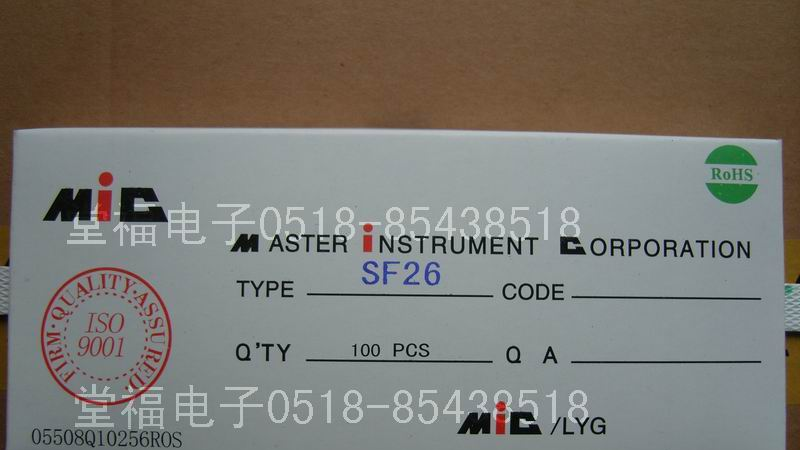 RoHS
MiC
堂福电子0518-85438518
MASTER iNSTRUMENT CORPORATION
TYPE SF26 CODE
FIRM·QUALITY·ASSURED·
ISO
9001
Q'TY 100 PCS Q A
堂福电子0518-85438518
MiC/LYG
05508Q10256ROS